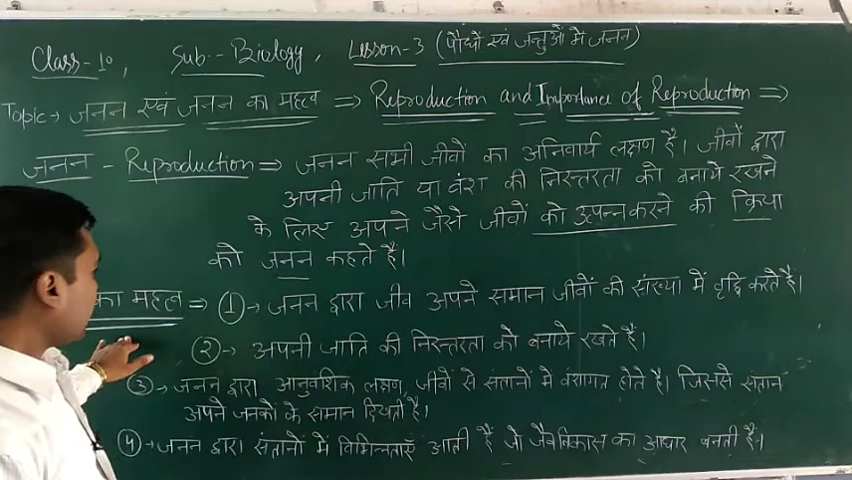 Class-10, Sub:- Biology, Lesson-3 (पौधों एवं जन्तुओं में जनन)
Topic→ जनन एवं जनन का महत्व ⇒ Reproduction and Importance of Reproduction ⇒
जनन - Reproduction ⇒ जनन सभी जीवों का अनिवार्य लक्षण है। जीवों द्वारा
अपनी जाति या वंश की निरन्तरता को बनाये रखने
के लिए अपने जैसे जीवों को उत्पन्न करने की क्रिया
को जनन कहते हैं।
का महत्व ⇒ ①→ जनन द्वारा जीव अपने समान जीवों की संख्या में वृद्धि करते हैं।
②→ अपनी जाति की निरन्तरता को बनाये रखते हैं।
③→ जनन द्वारा आनुवंशिक लक्षण जीवों से संतानों में वंशागत होते हैं। जिससे संतान
अपने जनकों के समान दिखती है।
④→ जनन द्वारा संतानों में विभिन्नताएँ आती हैं जो जैवविकास का आधार बनती है।